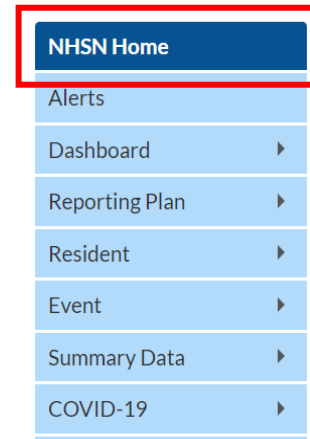 NHSN Home
Alerts
Dashboard
Reporting Plan
Resident
Event
Summary Data
COVID-19